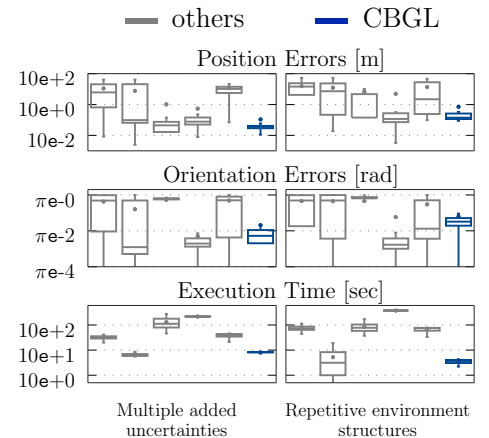 others CBGL
Position Errors [m]
10e+2
10e+0
10e-2
Orientation Errors [rad]
πe-0
πe-2
πe-4
Execution Time [sec]
10e+2
10e+1
10e+0
Multiple added uncertainties
Repetitive environment structures